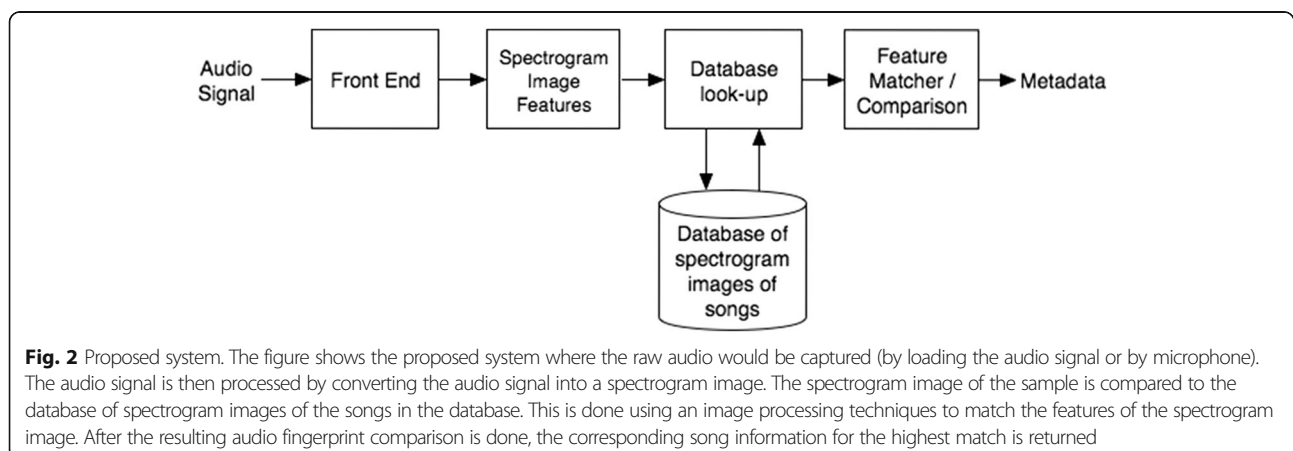 Audio
Signal
Front End
Spectrogram
Image
Features
Database
look-up
Feature
Matcher /
Comparison
Metadata
Database of
spectrogram
images of
songs
Fig. 2 Proposed system. The figure shows the proposed system where the raw audio would be captured (by loading the audio signal or by microphone).
The audio signal is then processed by converting the audio signal into a spectrogram image. The spectrogram image of the sample is compared to the
database of spectrogram images of the songs in the database. This is done using an image processing techniques to match the features of the spectrogram
image. After the resulting audio fingerprint comparison is done, the corresponding song information for the highest match is returned